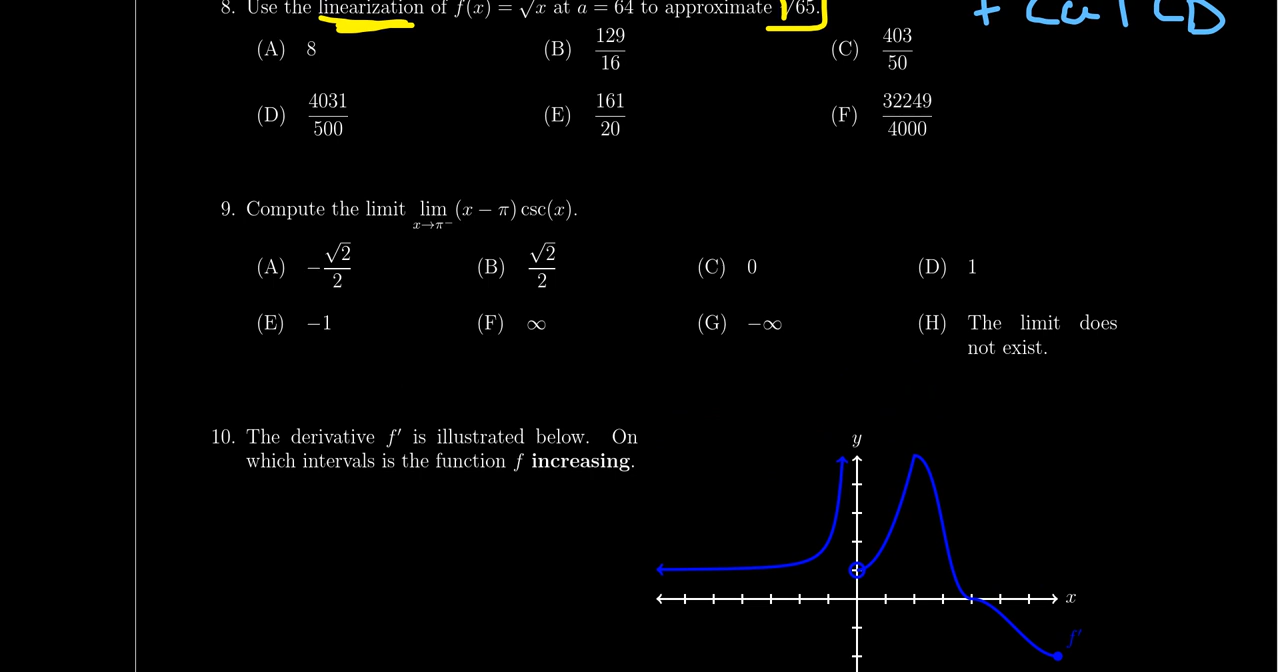 8. Use the linearization of f(x) = √x at a = 64 to approximate √65.
(A) 8 (B) 129/16 (C) 403/50
(D) 4031/500 (E) 161/20 (F) 32249/4000
9. Compute the limit lim x→π⁻ (x − π) csc(x).
(A) −√2/2 (B) √2/2 (C) 0 (D) 1
(E) −1 (F) ∞ (G) −∞ (H) The limit does
not exist.
10. The derivative f′ is illustrated below. On
which intervals is the function f increasing.
y
x
f′